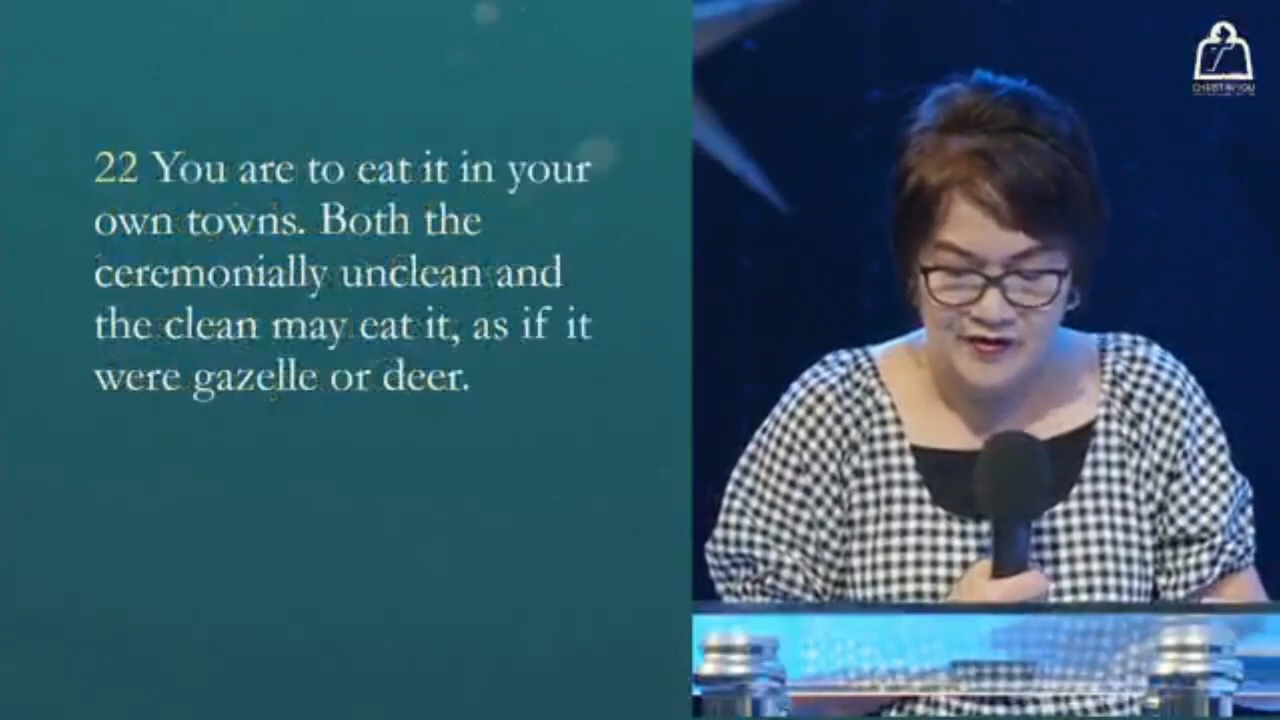 22 You are to eat it in your
own towns. Both the
ceremonially unclean and
the clean may eat it, as if it
were gazelle or deer.